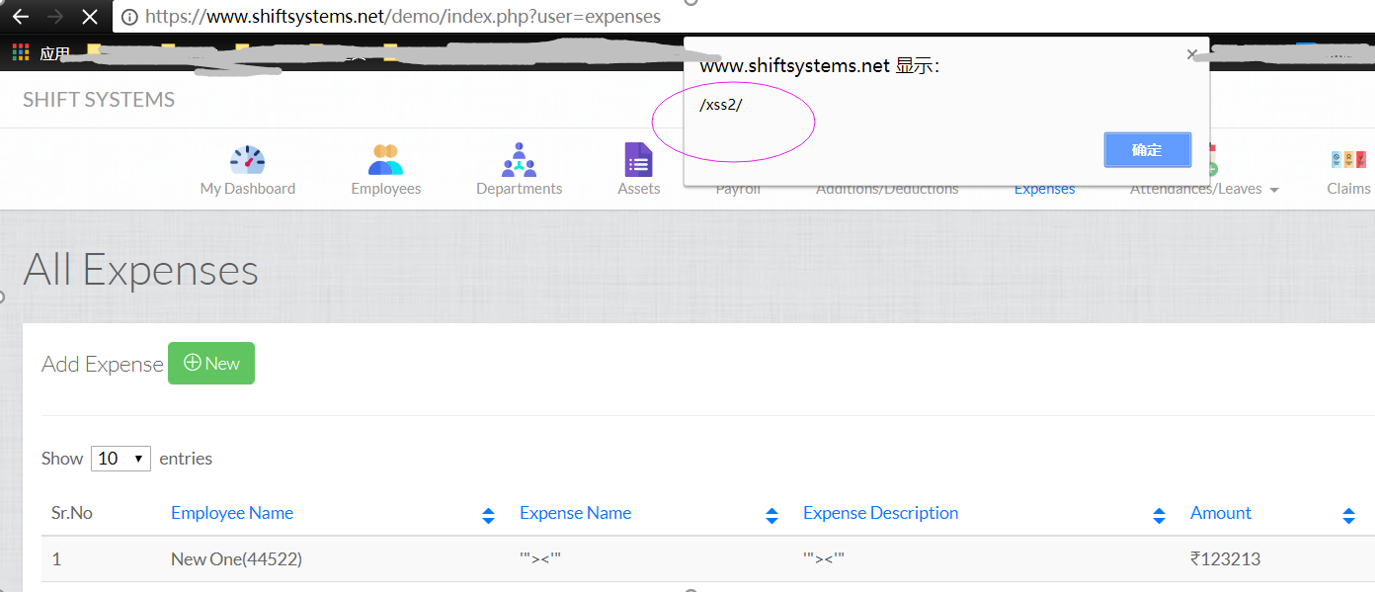 https://www.shiftsystems.net/demo/index.php?user=expenses
应用
www.shiftsystems.net 显示:
/xss2/
确定
SHIFT SYSTEMS
My Dashboard Employees Departments Assets Payroll Additions/Deductions Expenses Attendances/Leaves Claims
All Expenses
Add Expense New
Show 10 entries
Sr.No Employee Name Expense Name Expense Description Amount
1 New One(44522) '"><'" '"><'" ₹123213